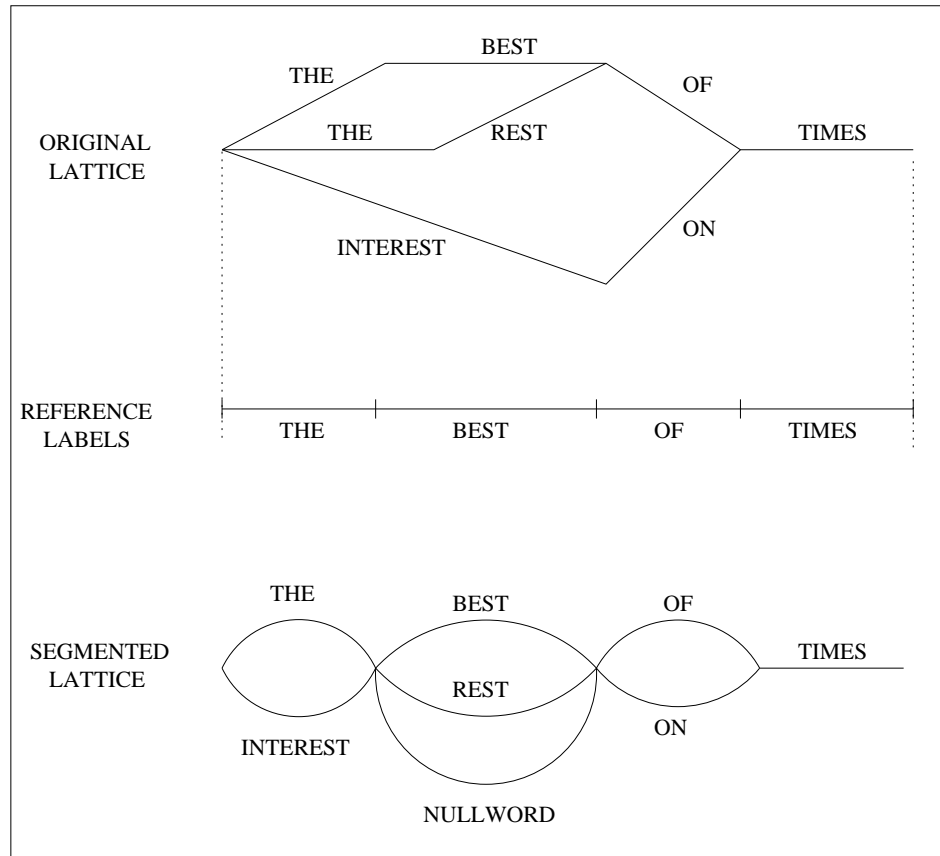 BEST
THE
OF
THE
REST
TIMES
ORIGINAL
LATTICE
ON
INTEREST
REFERENCE
LABELS
THE
BEST
OF
TIMES
THE
BEST
OF
SEGMENTED
LATTICE
TIMES
REST
ON
INTEREST
NULLWORD